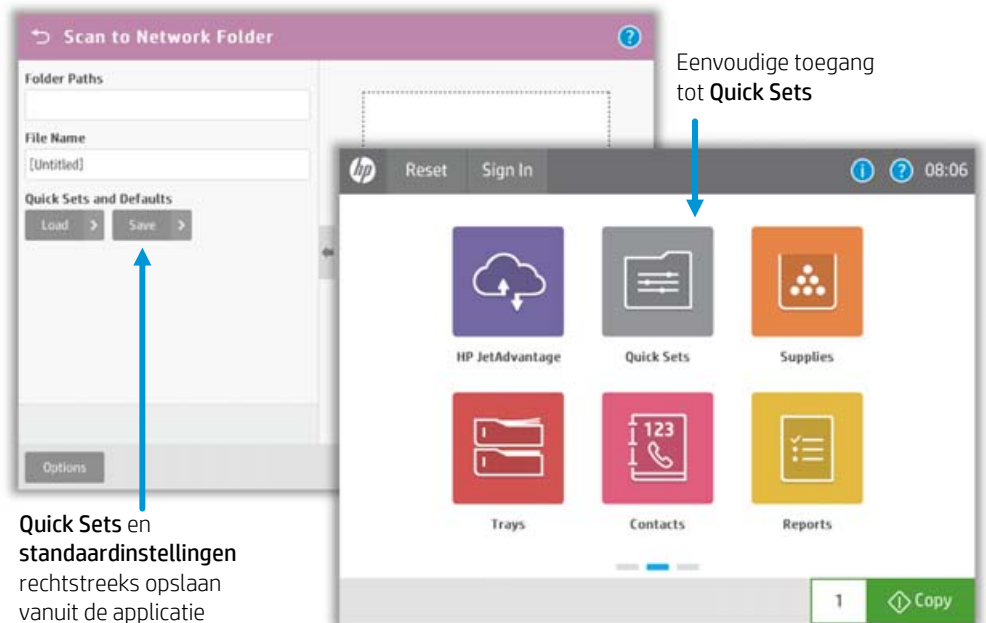 Scan to Network Folder
?
Folder Paths
File Name
[Untitled]
Quick Sets and Defaults
Load
Save
Options
Eenvoudige toegang
tot Quick Sets
hp
Reset
Sign In
i
?
08:06
HP JetAdvantage
Quick Sets
Supplies
123
Trays
Contacts
Reports
1
Copy
Quick Sets en
standaardinstellingen
rechtstreeks opslaan
vanuit de applicatie